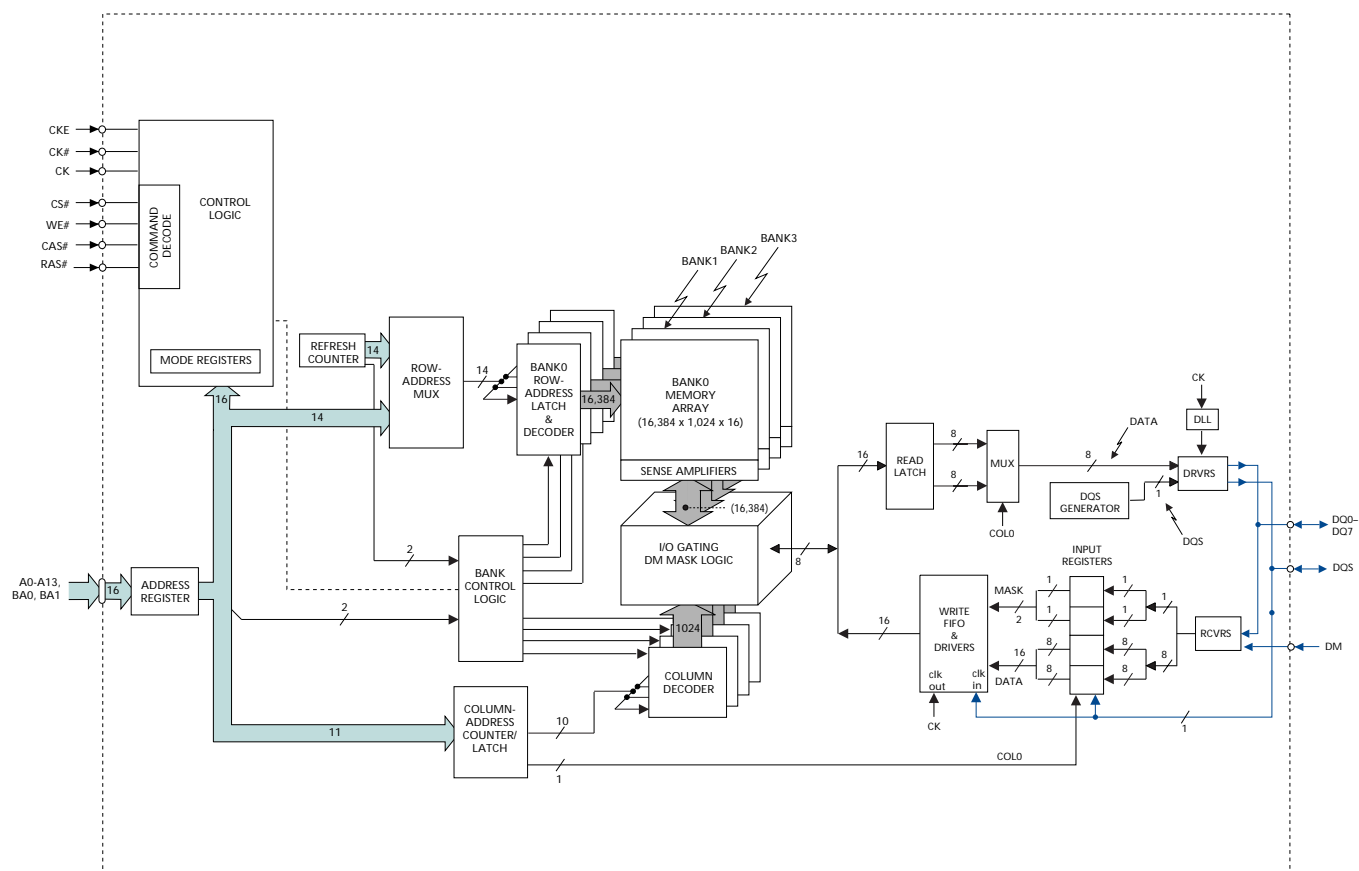 CKE
CK#
CK
CS#
WE#
CAS#
RAS#
COMMAND
DECODE
CONTROL
LOGIC
MODE REGISTERS
BANK1
BANK2
BANK3
REFRESH
COUNTER
14
ROW-
ADDRESS
MUX
14
BANK0
ROW-
ADDRESS
LATCH
&
DECODER
16,384
BANK0
MEMORY
ARRAY
(16,384 x 1,024 x 16)
SENSE AMPLIFIERS
16
14
(16,384)
I/O GATING
DM MASK LOGIC
8
16
READ
LATCH
8
8
MUX
COL0
8
DATA
CK
DLL
DRVRS
DQS
GENERATOR
1
DQS
DQ0–
DQ7
DQS
DM
2
BANK
CONTROL
LOGIC
A0-A13,
BA0, BA1
16
ADDRESS
REGISTER
2
1024
COLUMN
DECODER
16
WRITE
FIFO
&
DRIVERS
clk
out
clk
in
CK
MASK
2
16
DATA
INPUT
REGISTERS
1
1
8
8
1
1
8
8
1
8
RCVRS
11
COLUMN-
ADDRESS
COUNTER/
LATCH
10
1
COL0
1